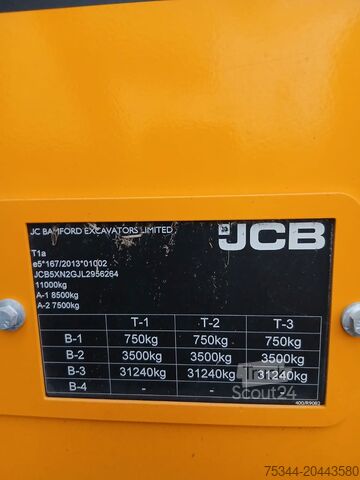 JC BAMFORD EXCAVATORS LIMITED
JCB
T1a
e5*167/2013*01002
JCB5XN2GJL2956264
11000kg
A-1 8500kg
A-2 7500kg
T-1 T-2 T-3
B-1 750kg 750kg 750kg
B-2 3500kg 3500kg 3500kg
B-3 31240kg 31240kg 31240kg
B-4 - - -
Scout24
75344-20443580